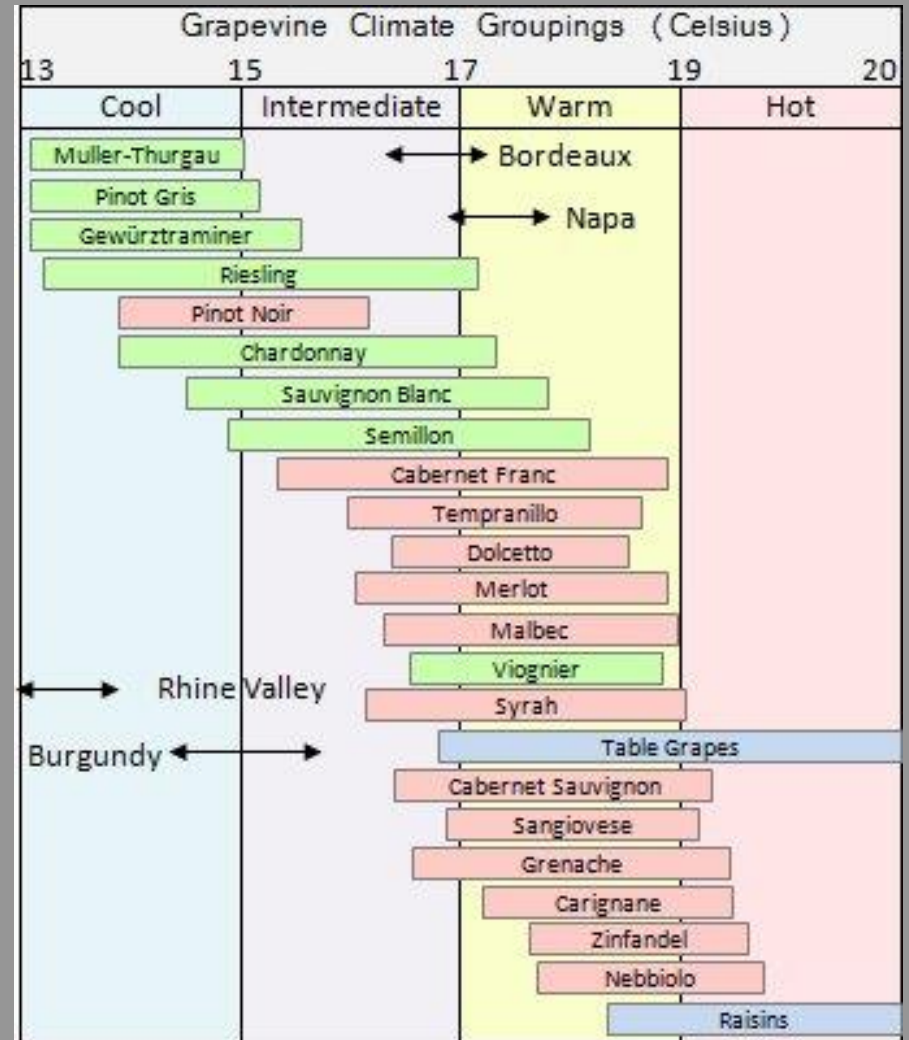 Grapevine Climate Groupings (Celsius)
13 15 17 19 20
Cool Intermediate Warm Hot
Muller-Thurgau
Bordeaux
Pinot Gris
Napa
Gewürztraminer
Riesling
Pinot Noir
Chardonnay
Sauvignon Blanc
Semillon
Cabernet Franc
Tempranillo
Dolcetto
Merlot
Malbec
Viognier
Rhine Valley
Syrah
Table Grapes
Burgundy
Cabernet Sauvignon
Sangiovese
Grenache
Carignane
Zinfandel
Nebbiolo
Raisins